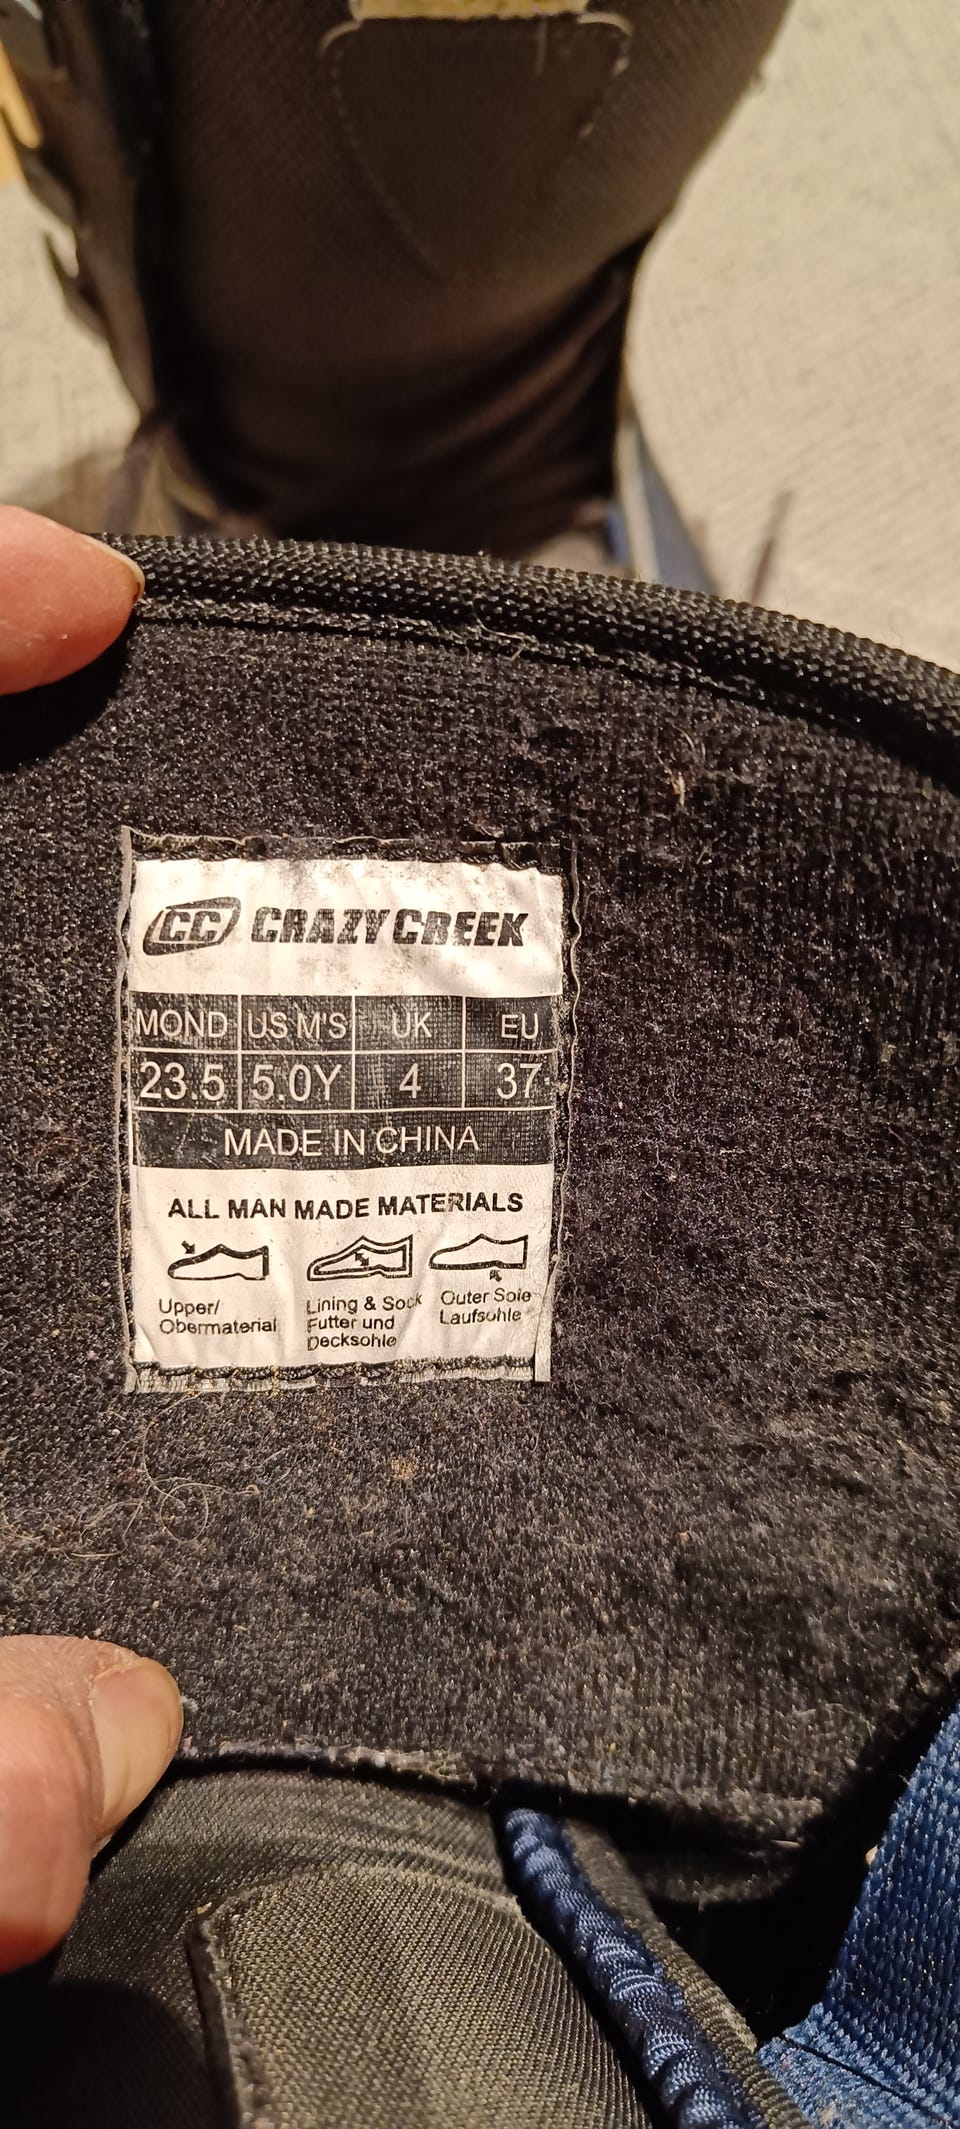 CC CRAZY CREEK
MOND US M'S UK EU
23.5 5.0Y 4 37
MADE IN CHINA
ALL MAN MADE MATERIALS
Upper/
Obermaterial
Lining & Sock
Futter und
Decksohle
Outer Sole
Laufsohle